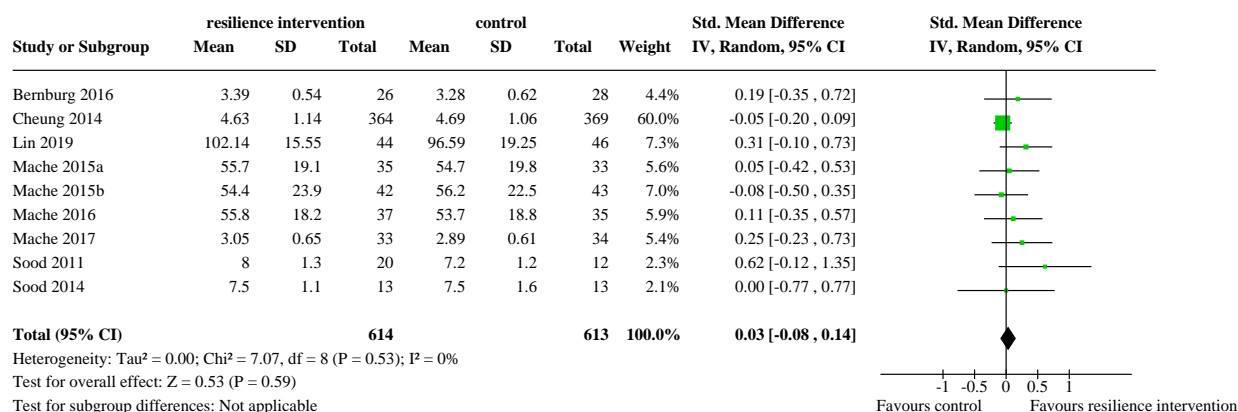 resilience intervention control Std. Mean Difference Std. Mean Difference
Study or Subgroup Mean SD Total Mean SD Total Weight IV, Random, 95% CI IV, Random, 95% CI
Bernburg 2016 3.39 0.54 26 3.28 0.62 28 4.4% 0.19 [-0.35 , 0.72]
Cheung 2014 4.63 1.14 364 4.69 1.06 369 60.0% -0.05 [-0.20 , 0.09]
Lin 2019 102.14 15.55 44 96.59 19.25 46 7.3% 0.31 [-0.10 , 0.73]
Mache 2015a 55.7 19.1 35 54.7 19.8 33 5.6% 0.05 [-0.42 , 0.53]
Mache 2015b 54.4 23.9 42 56.2 22.5 43 7.0% -0.08 [-0.50 , 0.35]
Mache 2016 55.8 18.2 37 53.7 18.8 35 5.9% 0.11 [-0.35 , 0.57]
Mache 2017 3.05 0.65 33 2.89 0.61 34 5.4% 0.25 [-0.23 , 0.73]
Sood 2011 8 1.3 20 7.2 1.2 12 2.3% 0.62 [-0.12 , 1.35]
Sood 2014 7.5 1.1 13 7.5 1.6 13 2.1% 0.00 [-0.77 , 0.77]
Total (95% CI) 614 613 100.0% 0.03 [-0.08 , 0.14]
Heterogeneity: Tau² = 0.00; Chi² = 7.07, df = 8 (P = 0.53); I² = 0%
Test for overall effect: Z = 0.53 (P = 0.59)
-1 -0.5 0 0.5 1
Test for subgroup differences: Not applicable Favours control Favours resilience intervention